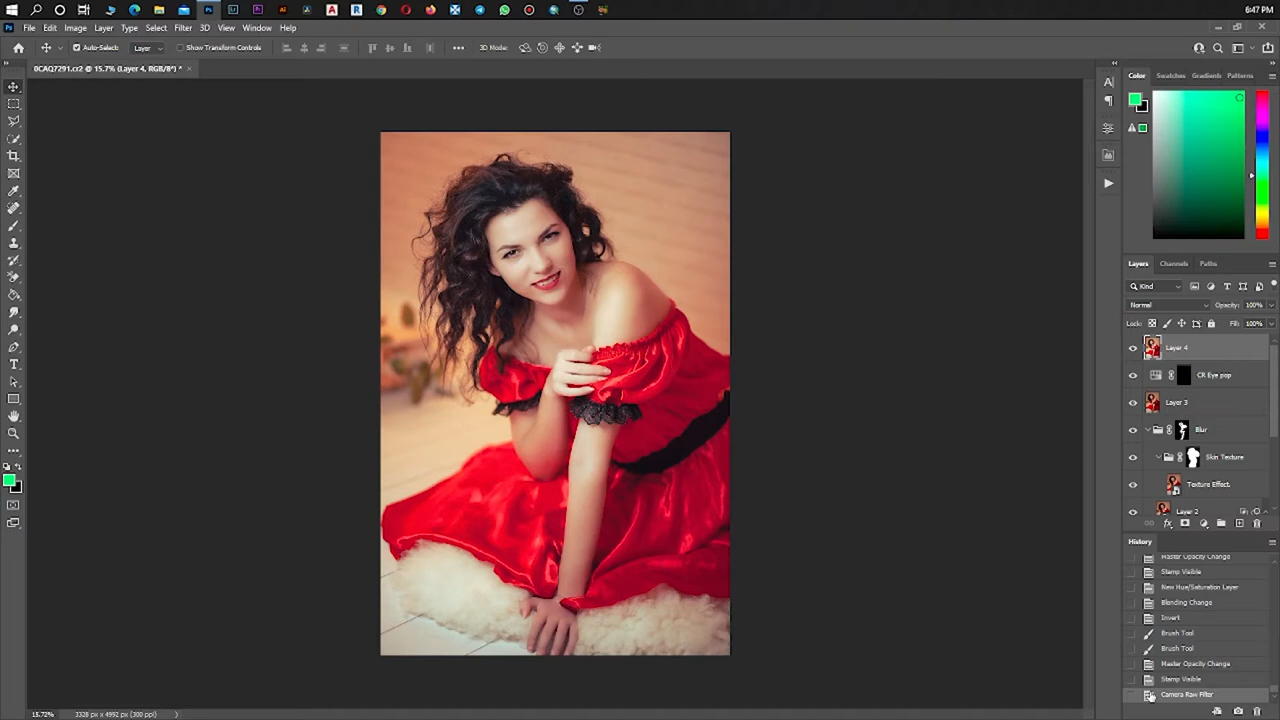 6:47 PM
File Edit Image Layer Type Select Filter 3D View Window Help
Auto-Select: Layer Show Transform Controls 3D Mode:
0CAQ7291.cr2 @ 15.7% (Layer 4, RGB/8*) *
Color Swatches Gradients Patterns
Layers Channels Paths
Kind
Normal Opacity: 100%
Lock: Fill: 100%
Layer 4
CR Eye pop
Layer 3
Blur
Skin Texture
Texture Effect.
Layer 2
History
Master Opacity Change
Stamp Visible
New Hue/Saturation Layer
Blending Change
Invert
Brush Tool
Brush Tool
Master Opacity Change
Stamp Visible
Camera Raw Filter
15.72% 3328 px x 4992 px (300 ppi)